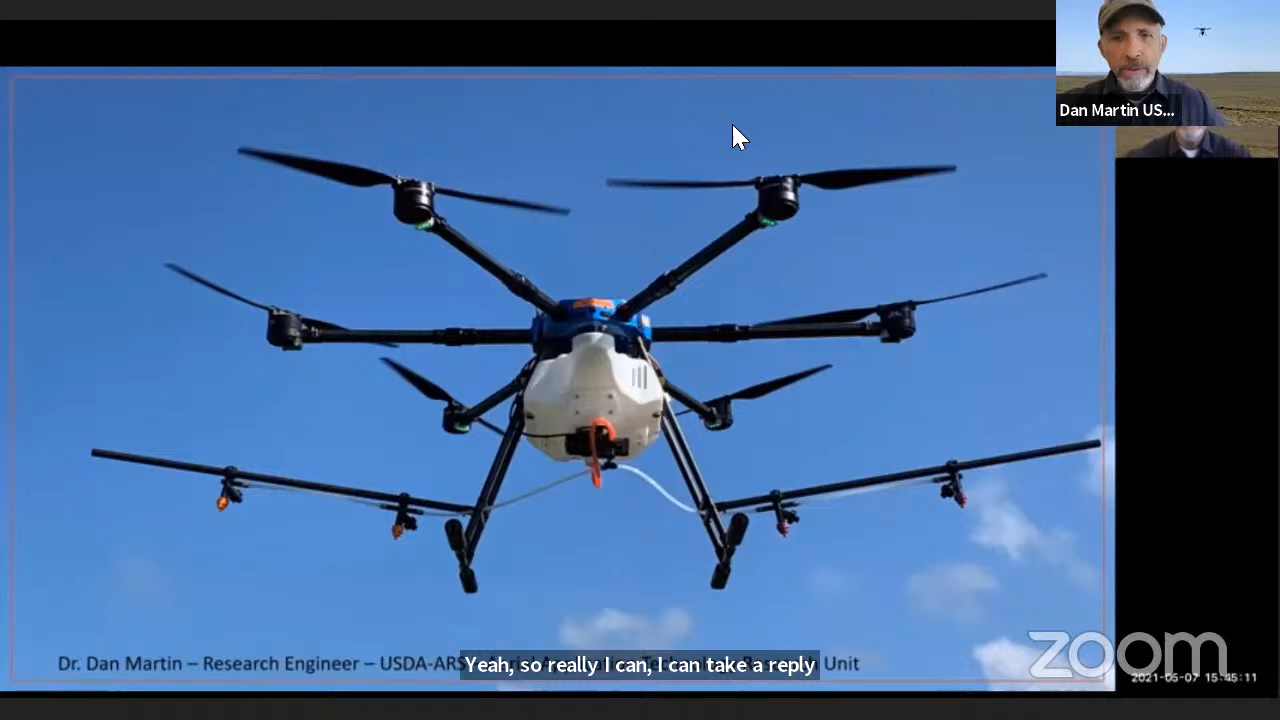 Dan Martin US...
Dr. Dan Martin – Research Engineer – USDA-ARS
Unit
Yeah, so really I can, I can take a reply
zoom
2021-05-07 15:45:11